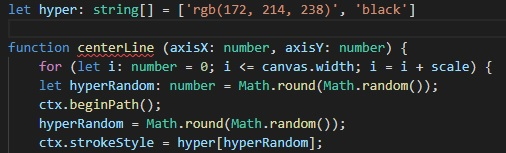 let hyper: string[] = ['rgb(172, 214, 238)', 'black']
function centerLine (axisX: number, axisY: number) {
for (let i: number = 0; i <= canvas.width; i = i + scale) {
let hyperRandom: number = Math.round(Math.random());
ctx.beginPath();
hyperRandom = Math.round(Math.random());
ctx.strokeStyle = hyper[hyperRandom];